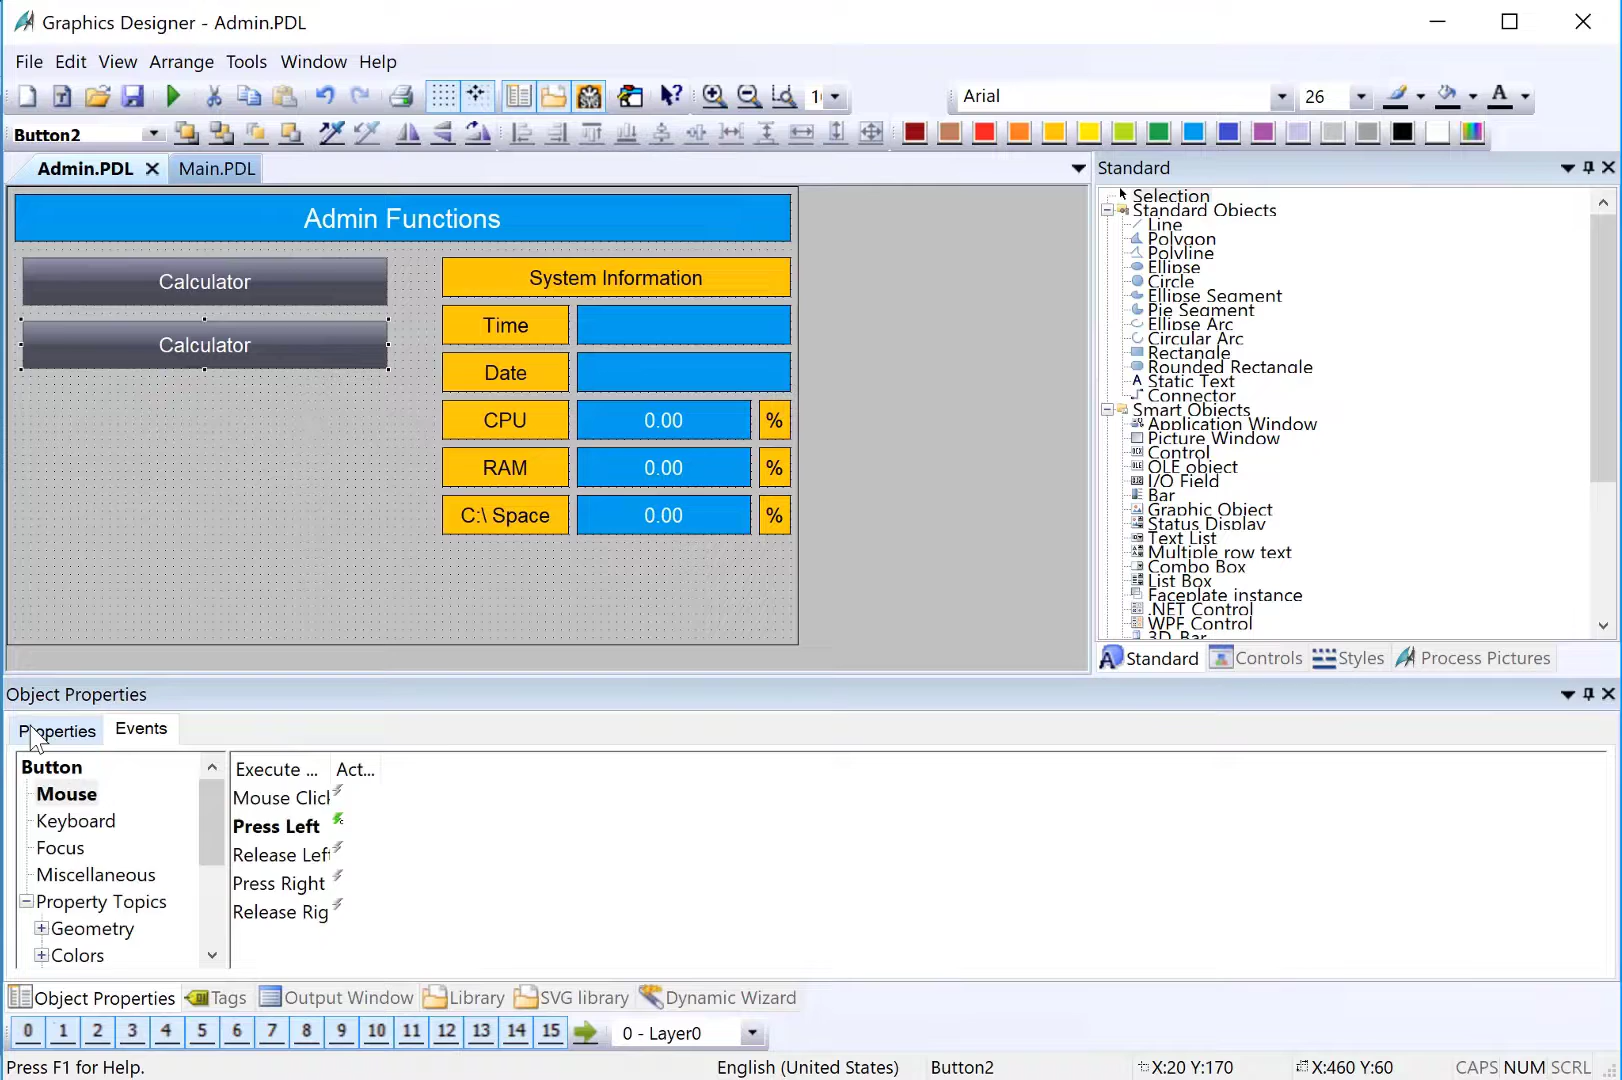 Graphics Designer - Admin.PDL
File Edit View Arrange Tools Window Help
Arial 26
Button2
Admin.PDL Main.PDL
Standard
Admin Functions
Calculator
Calculator
System Information
Time
Date
CPU 0.00 %
RAM 0.00 %
C:\ Space 0.00 %
Selection
Standard Objects
Line
Polygon
Polyline
Ellipse
Circle
Ellipse Segment
Pie Segment
Ellipse Arc
Circular Arc
Rectangle
Rounded Rectangle
Static Text
Connector
Smart Objects
Application Window
Picture Window
Control
OLE object
I/O Field
Bar
Graphic Object
Status Display
Text List
Multiple row text
Combo Box
List Box
Faceplate instance
.NET Control
WPF Control
3D Bar
Standard Controls Styles Process Pictures
Object Properties
Properties Events
Button
Mouse
Keyboard
Focus
Miscellaneous
Property Topics
Geometry
Colors
Execute ... Act...
Mouse Clic
Press Left
Release Lef
Press Right
Release Rig
Object Properties Tags Output Window Library SVG library Dynamic Wizard
0 1 2 3 4 5 6 7 8 9 10 11 12 13 14 15 0 - Layer0
Press F1 for Help. English (United States) Button2 X:20 Y:170 X:460 Y:60 CAPS NUM SCRL